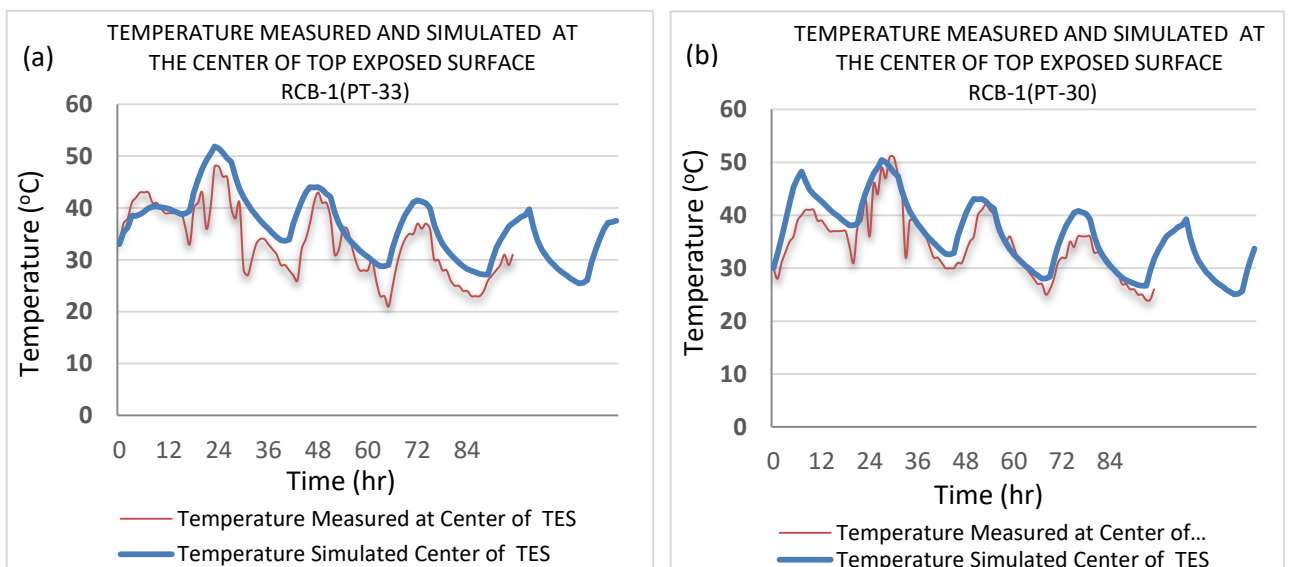 (a)
TEMPERATURE MEASURED AND SIMULATED AT
THE CENTER OF TOP EXPOSED SURFACE
RCB-1(PT-33)
60
50
40
30
20
10
0
Temperature (ºC)
0 12 24 36 48 60 72 84
Time (hr)
Temperature Measured at Center of TES
Temperature Simulated Center of TES
(b)
TEMPERATURE MEASURED AND SIMULATED AT
THE CENTER OF TOP EXPOSED SURFACE
RCB-1(PT-30)
60
50
40
30
20
10
0
Temperature (ºC)
0 12 24 36 48 60 72 84
Time (hr)
Temperature Measured at Center of...
Temperature Simulated Center of TES